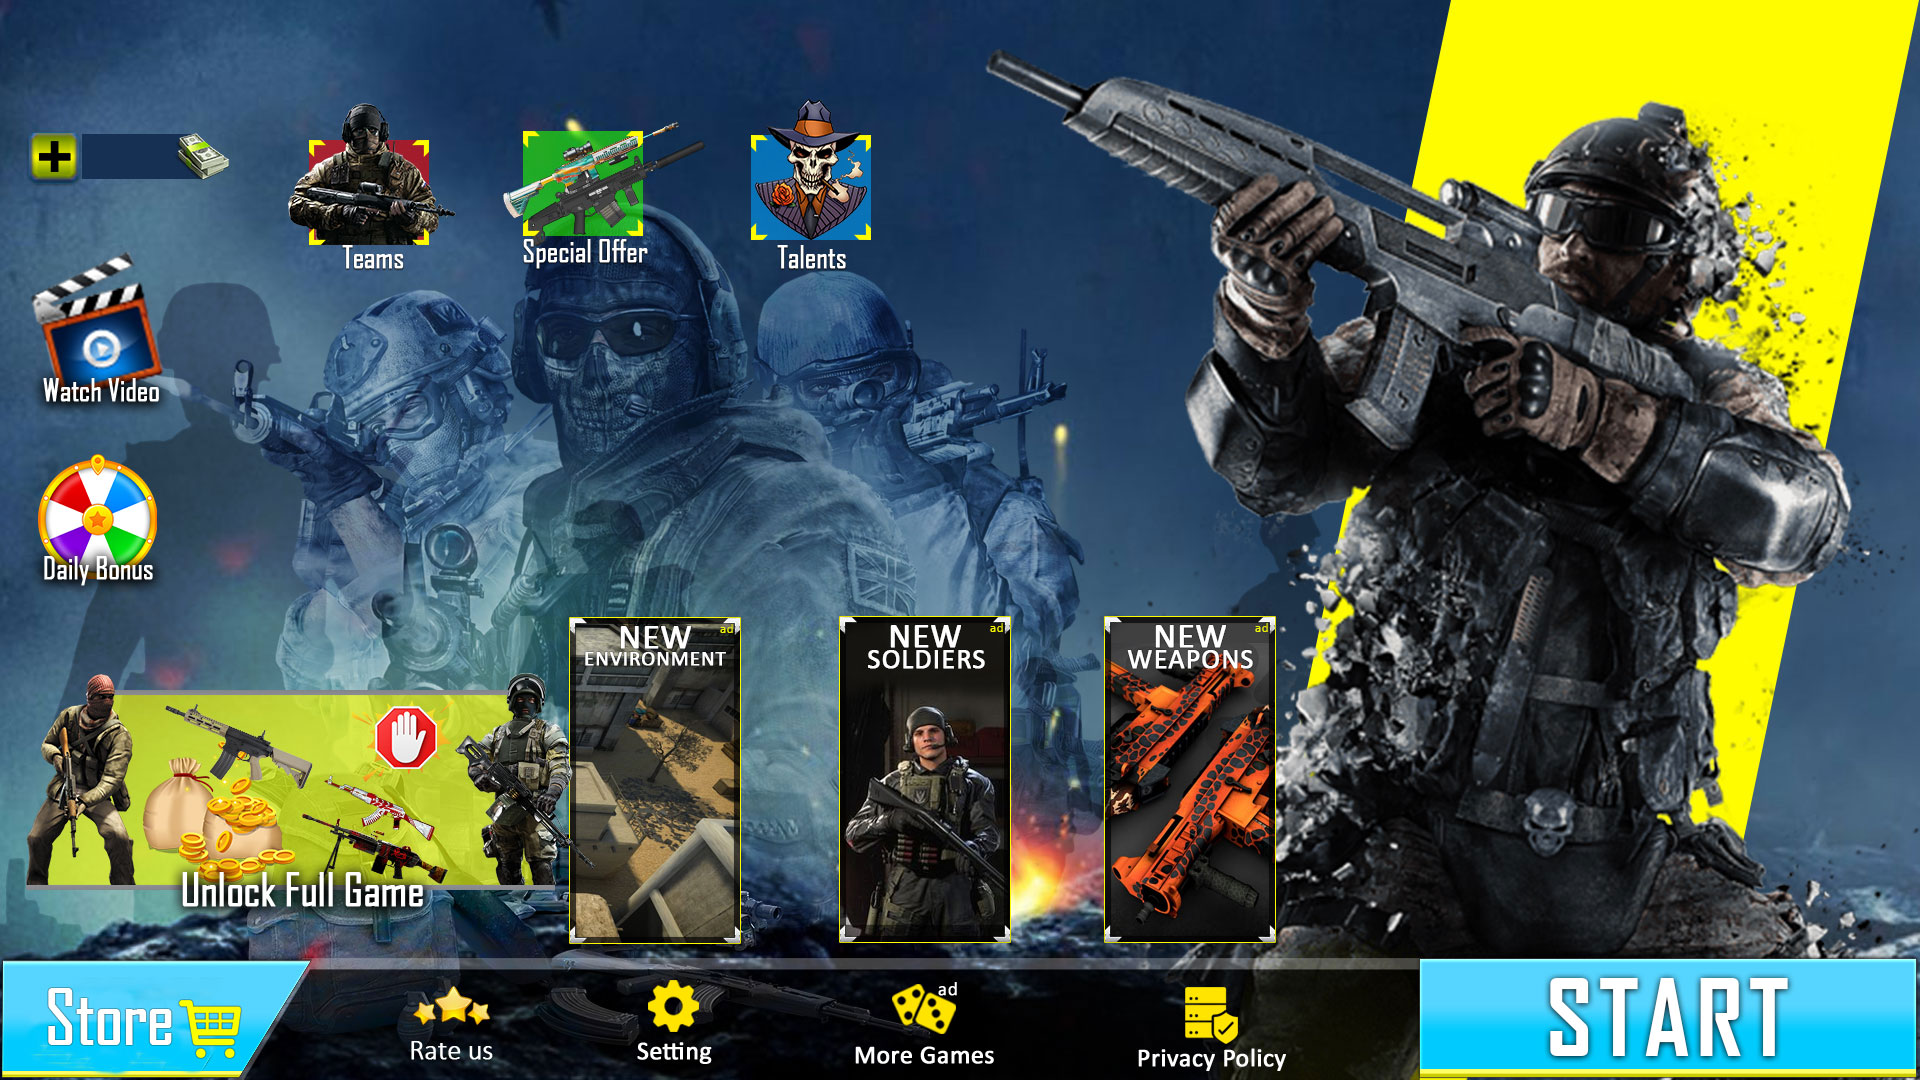 Teams
Special Offer
Talents
Watch Video
Daily Bonus
Unlock Full Game
NEW ad
ENVIRONMENT
NEW ad
SOLDIERS
NEW ad
WEAPONS
Store
Rate us
Setting
ad
More Games
Privacy Policy
START